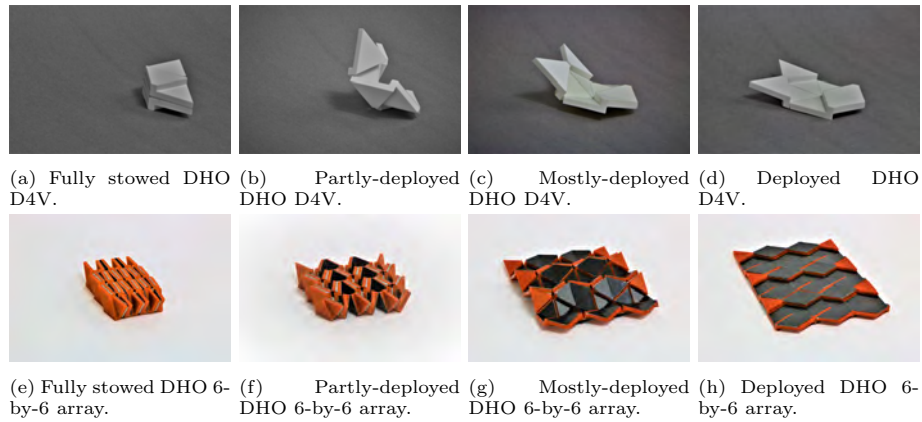 (a) Fully stowed DHO
D4V.
(b) Partly-deployed
DHO D4V.
(c) Mostly-deployed
DHO D4V.
(d) Deployed DHO
D4V.
(e) Fully stowed DHO 6-
by-6 array.
(f) Partly-deployed
DHO 6-by-6 array.
(g) Mostly-deployed
DHO 6-by-6 array.
(h) Deployed DHO 6-
by-6 array.